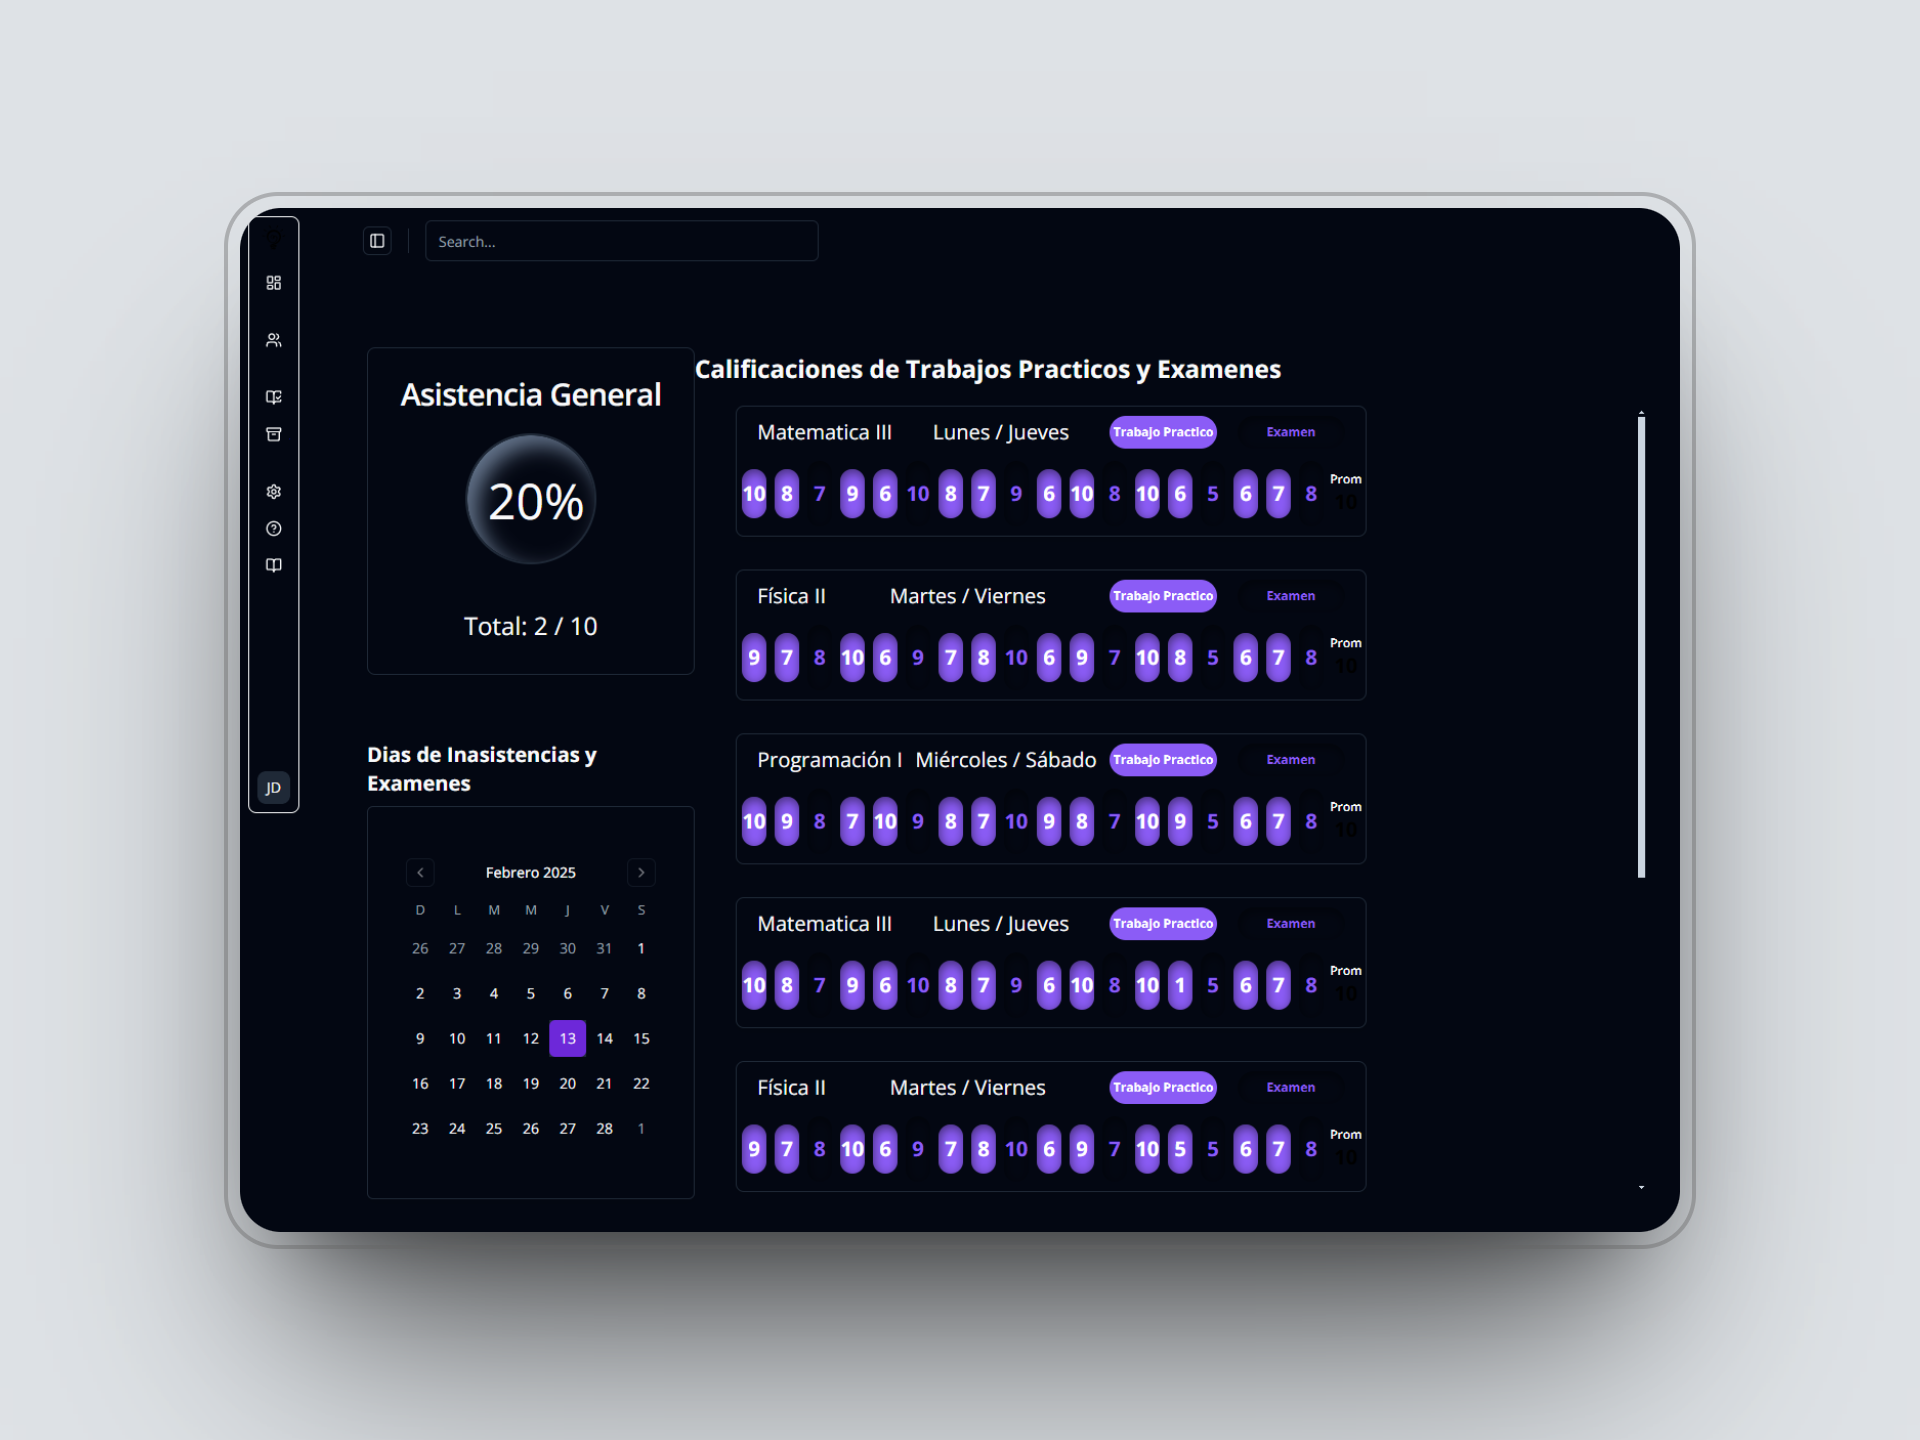 Search...
Asistencia General
20%
Total: 2 / 10
Dias de Inasistencias y
Examenes
Febrero 2025
D L M M J V S
26 27 28 29 30 31 1
2 3 4 5 6 7 8
9 10 11 12 13 14 15
16 17 18 19 20 21 22
23 24 25 26 27 28 1
JD
Calificaciones de Trabajos Practicos y Examenes
Matematica III Lunes / Jueves Trabajo Practico Examen
10 8 7 9 6 10 8 7 9 6 10 8 10 6 5 6 7 8 Prom 10
Física II Martes / Viernes Trabajo Practico Examen
9 7 8 10 6 9 7 8 10 6 9 7 10 8 5 6 7 8 Prom 10
Programación I Miércoles / Sábado Trabajo Practico Examen
10 9 8 7 10 9 8 7 10 9 8 7 10 9 5 6 7 8 Prom 10
Matematica III Lunes / Jueves Trabajo Practico Examen
10 8 7 9 6 10 8 7 9 6 10 8 10 1 5 6 7 8 Prom 10
Física II Martes / Viernes Trabajo Practico Examen
9 7 8 10 6 9 7 8 10 6 9 7 10 5 5 6 7 8 Prom 10